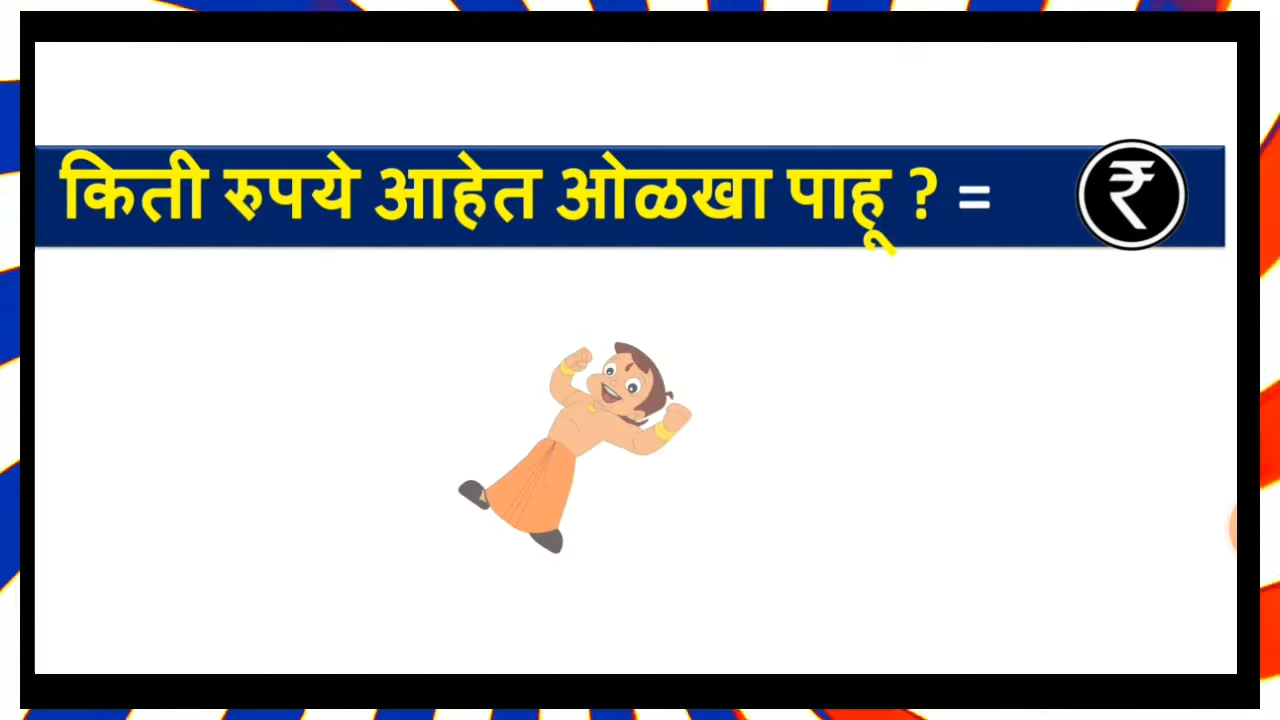 किती रुपये आहेत ओळखा पाहू ? = ₹